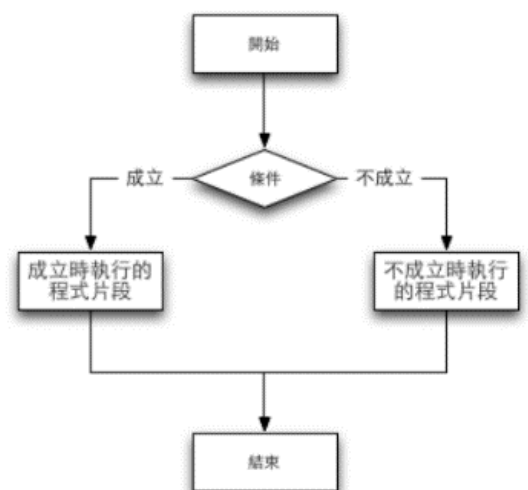 開始
條件
成立
不成立
成立時執行的
程式片段
不成立時執行
的程式片段
結束